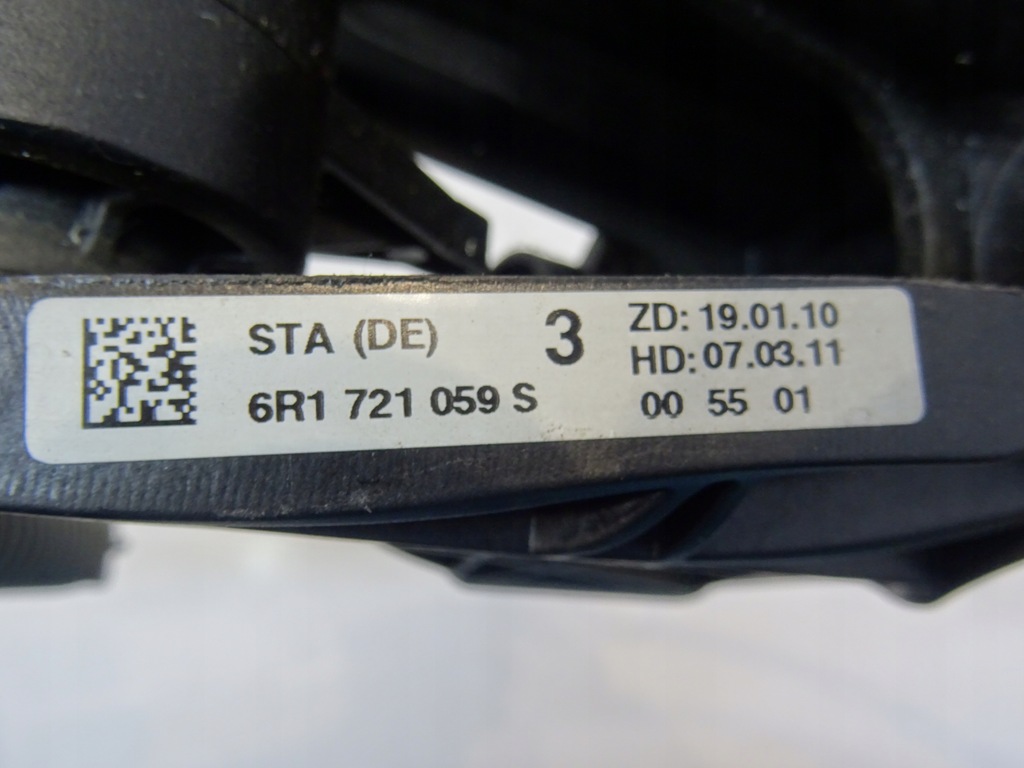 STA (DE)
6R1 721 059 S
3
ZD: 19.01.10
HD: 07.03.11
00 55 01